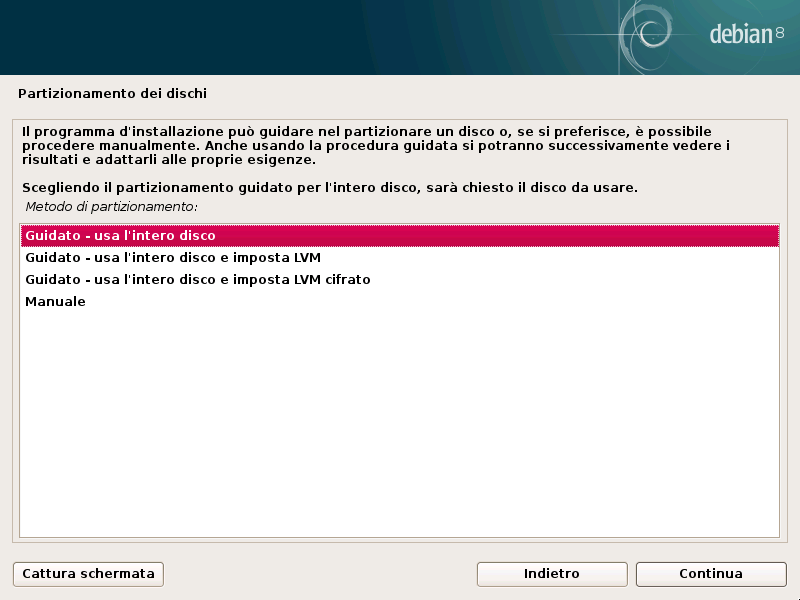 debian 8
Partizionamento dei dischi
Il programma d'installazione può guidare nel partizionare un disco o, se si preferisce, è possibile
procedere manualmente. Anche usando la procedura guidata si potranno successivamente vedere i
risultati e adattarli alle proprie esigenze.
Scegliendo il partizionamento guidato per l'intero disco, sarà chiesto il disco da usare.
Metodo di partizionamento:
Guidato - usa l'intero disco
Guidato - usa l'intero disco e imposta LVM
Guidato - usa l'intero disco e imposta LVM cifrato
Manuale
Cattura schermata
Indietro
Continua